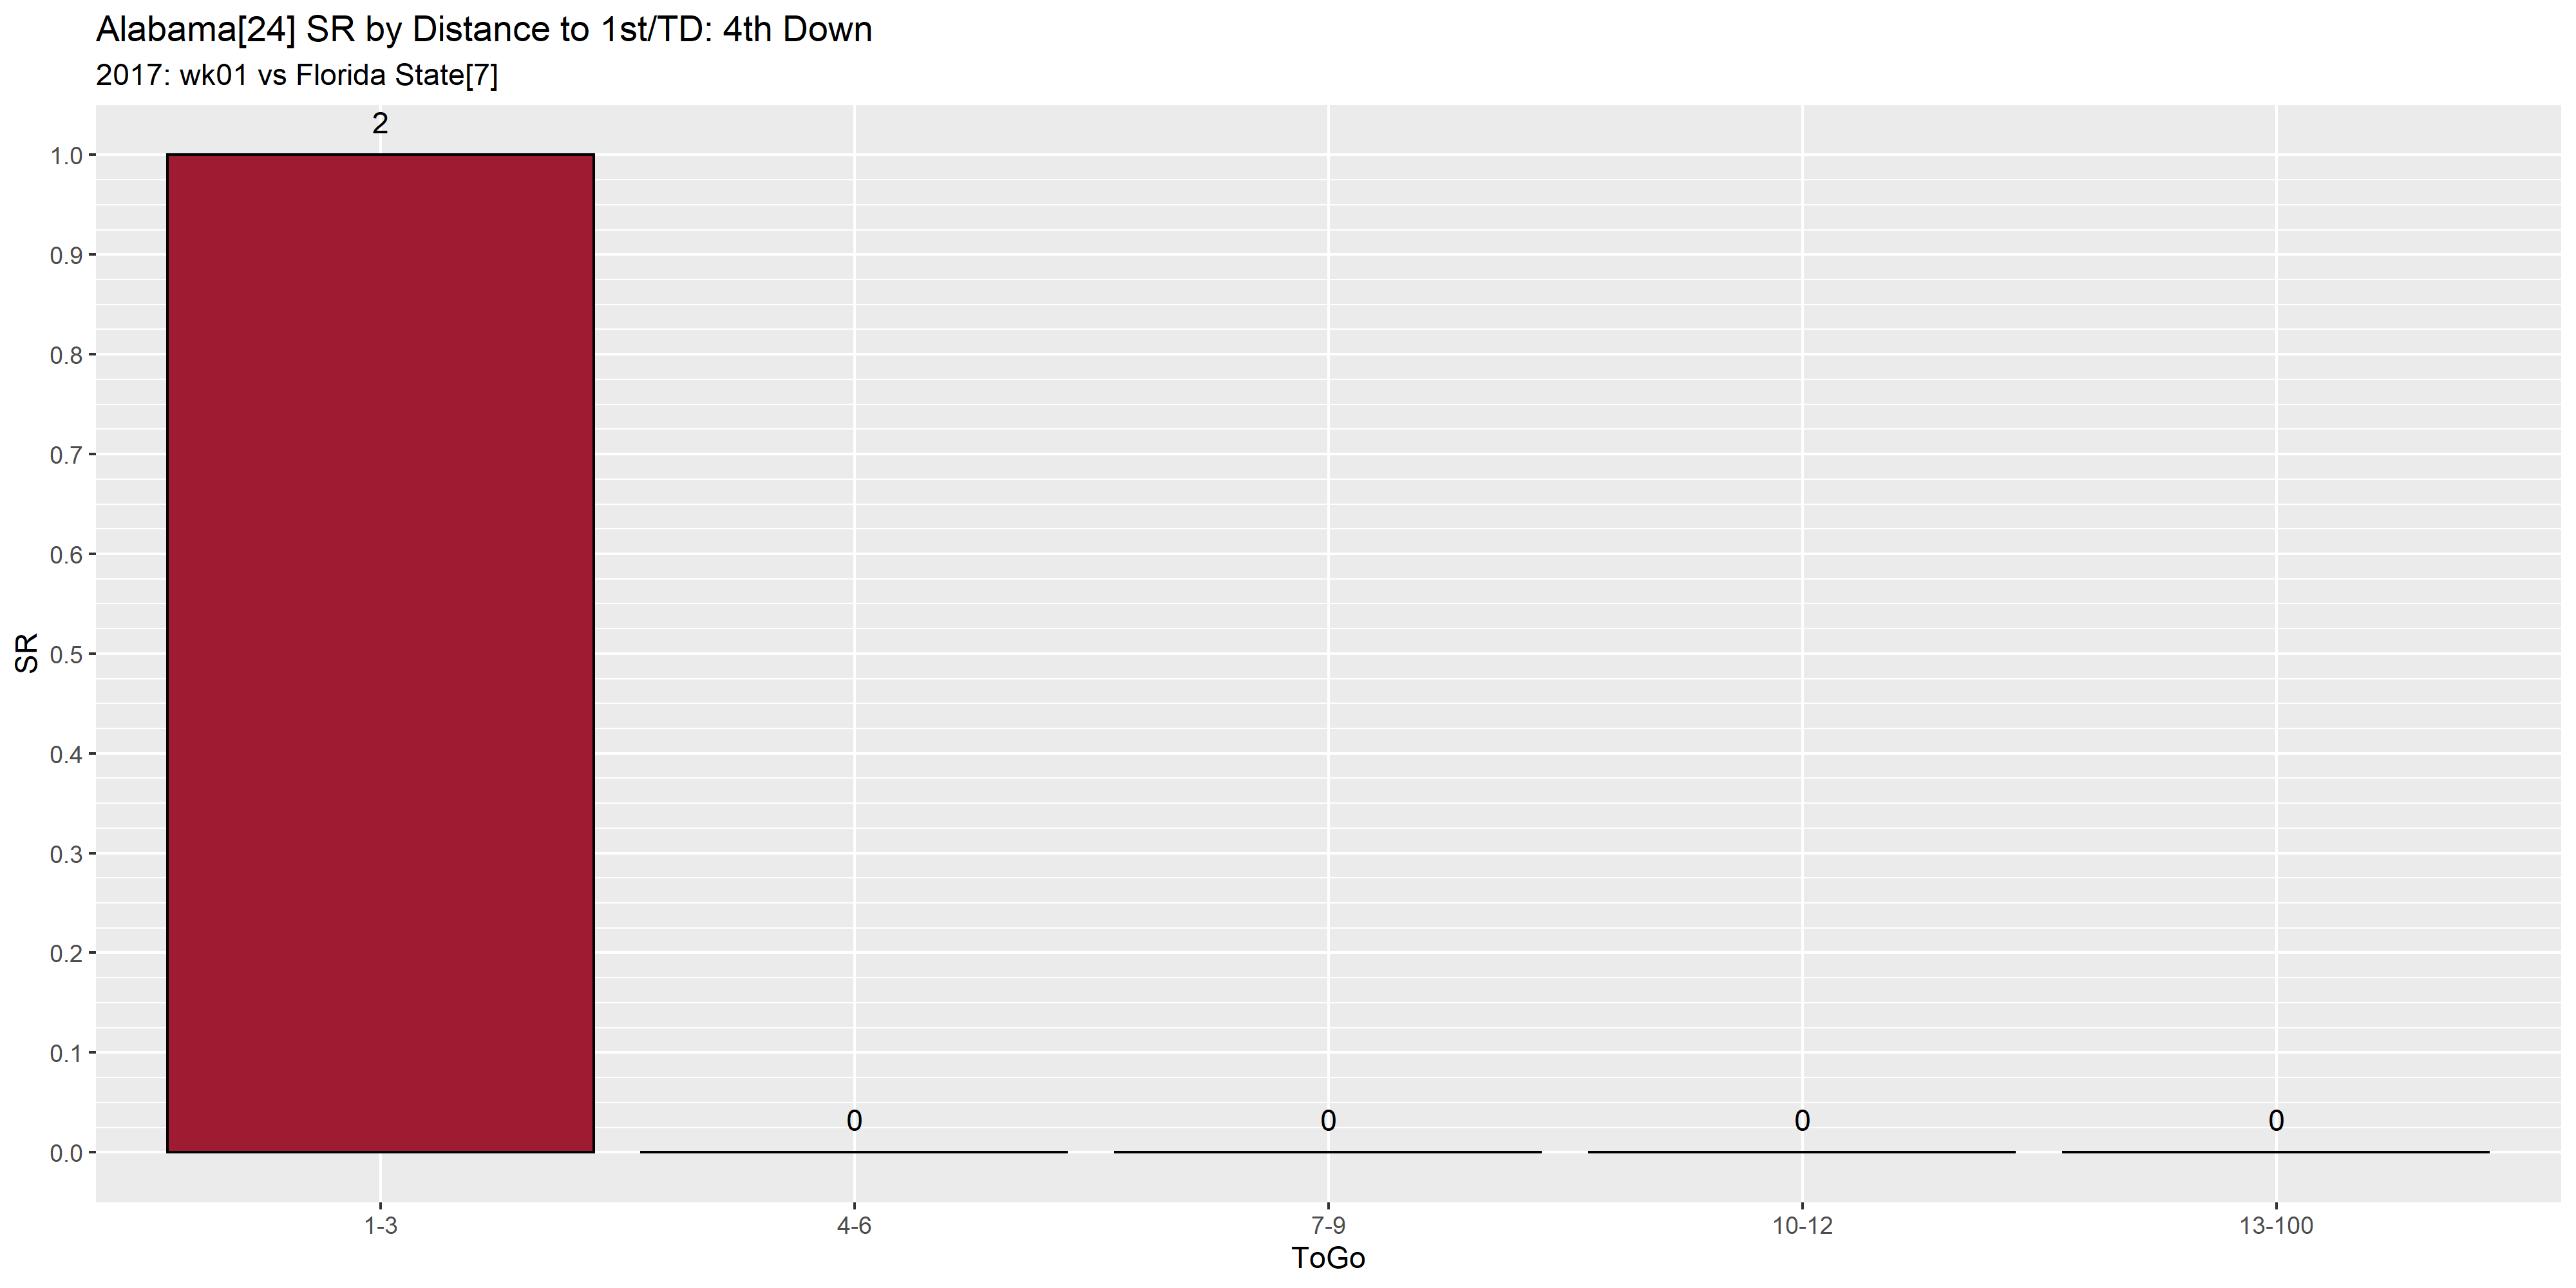 Alabama[24] SR by Distance to 1st/TD: 4th Down
2017: wk01 vs Florida State[7]
2
1.0
0.9
0.8
0.7
0.6
0.5
0.4
0.3
0.2
0.1
0.0
SR
0 0 0 0
1-3 4-6 7-9 10-12 13-100
ToGo